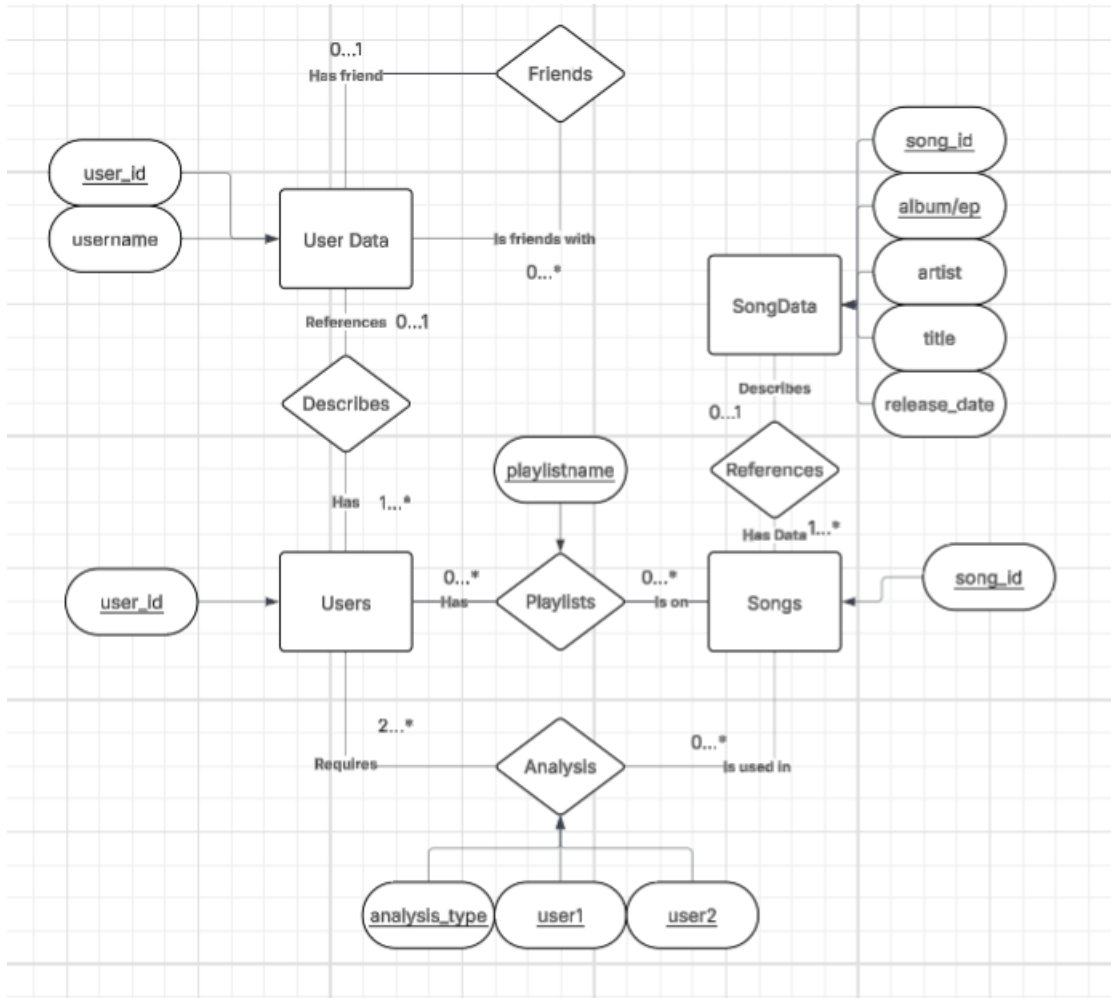 0...1
Has friend
Friends
song_id
user_id
album/ep
username
User Data
Is friends with
artist
0...*
SongData
References 0...1
title
Describes
Describes
release_date
0...1
playlistname
References
Has 1...*
Has Data 1...*
user_id
Users
0...*
Has
Playlists
0...*
Is on
Songs
song_id
2...*
0...*
Requires
Analysis
Is used in
analysis_type
user1
user2